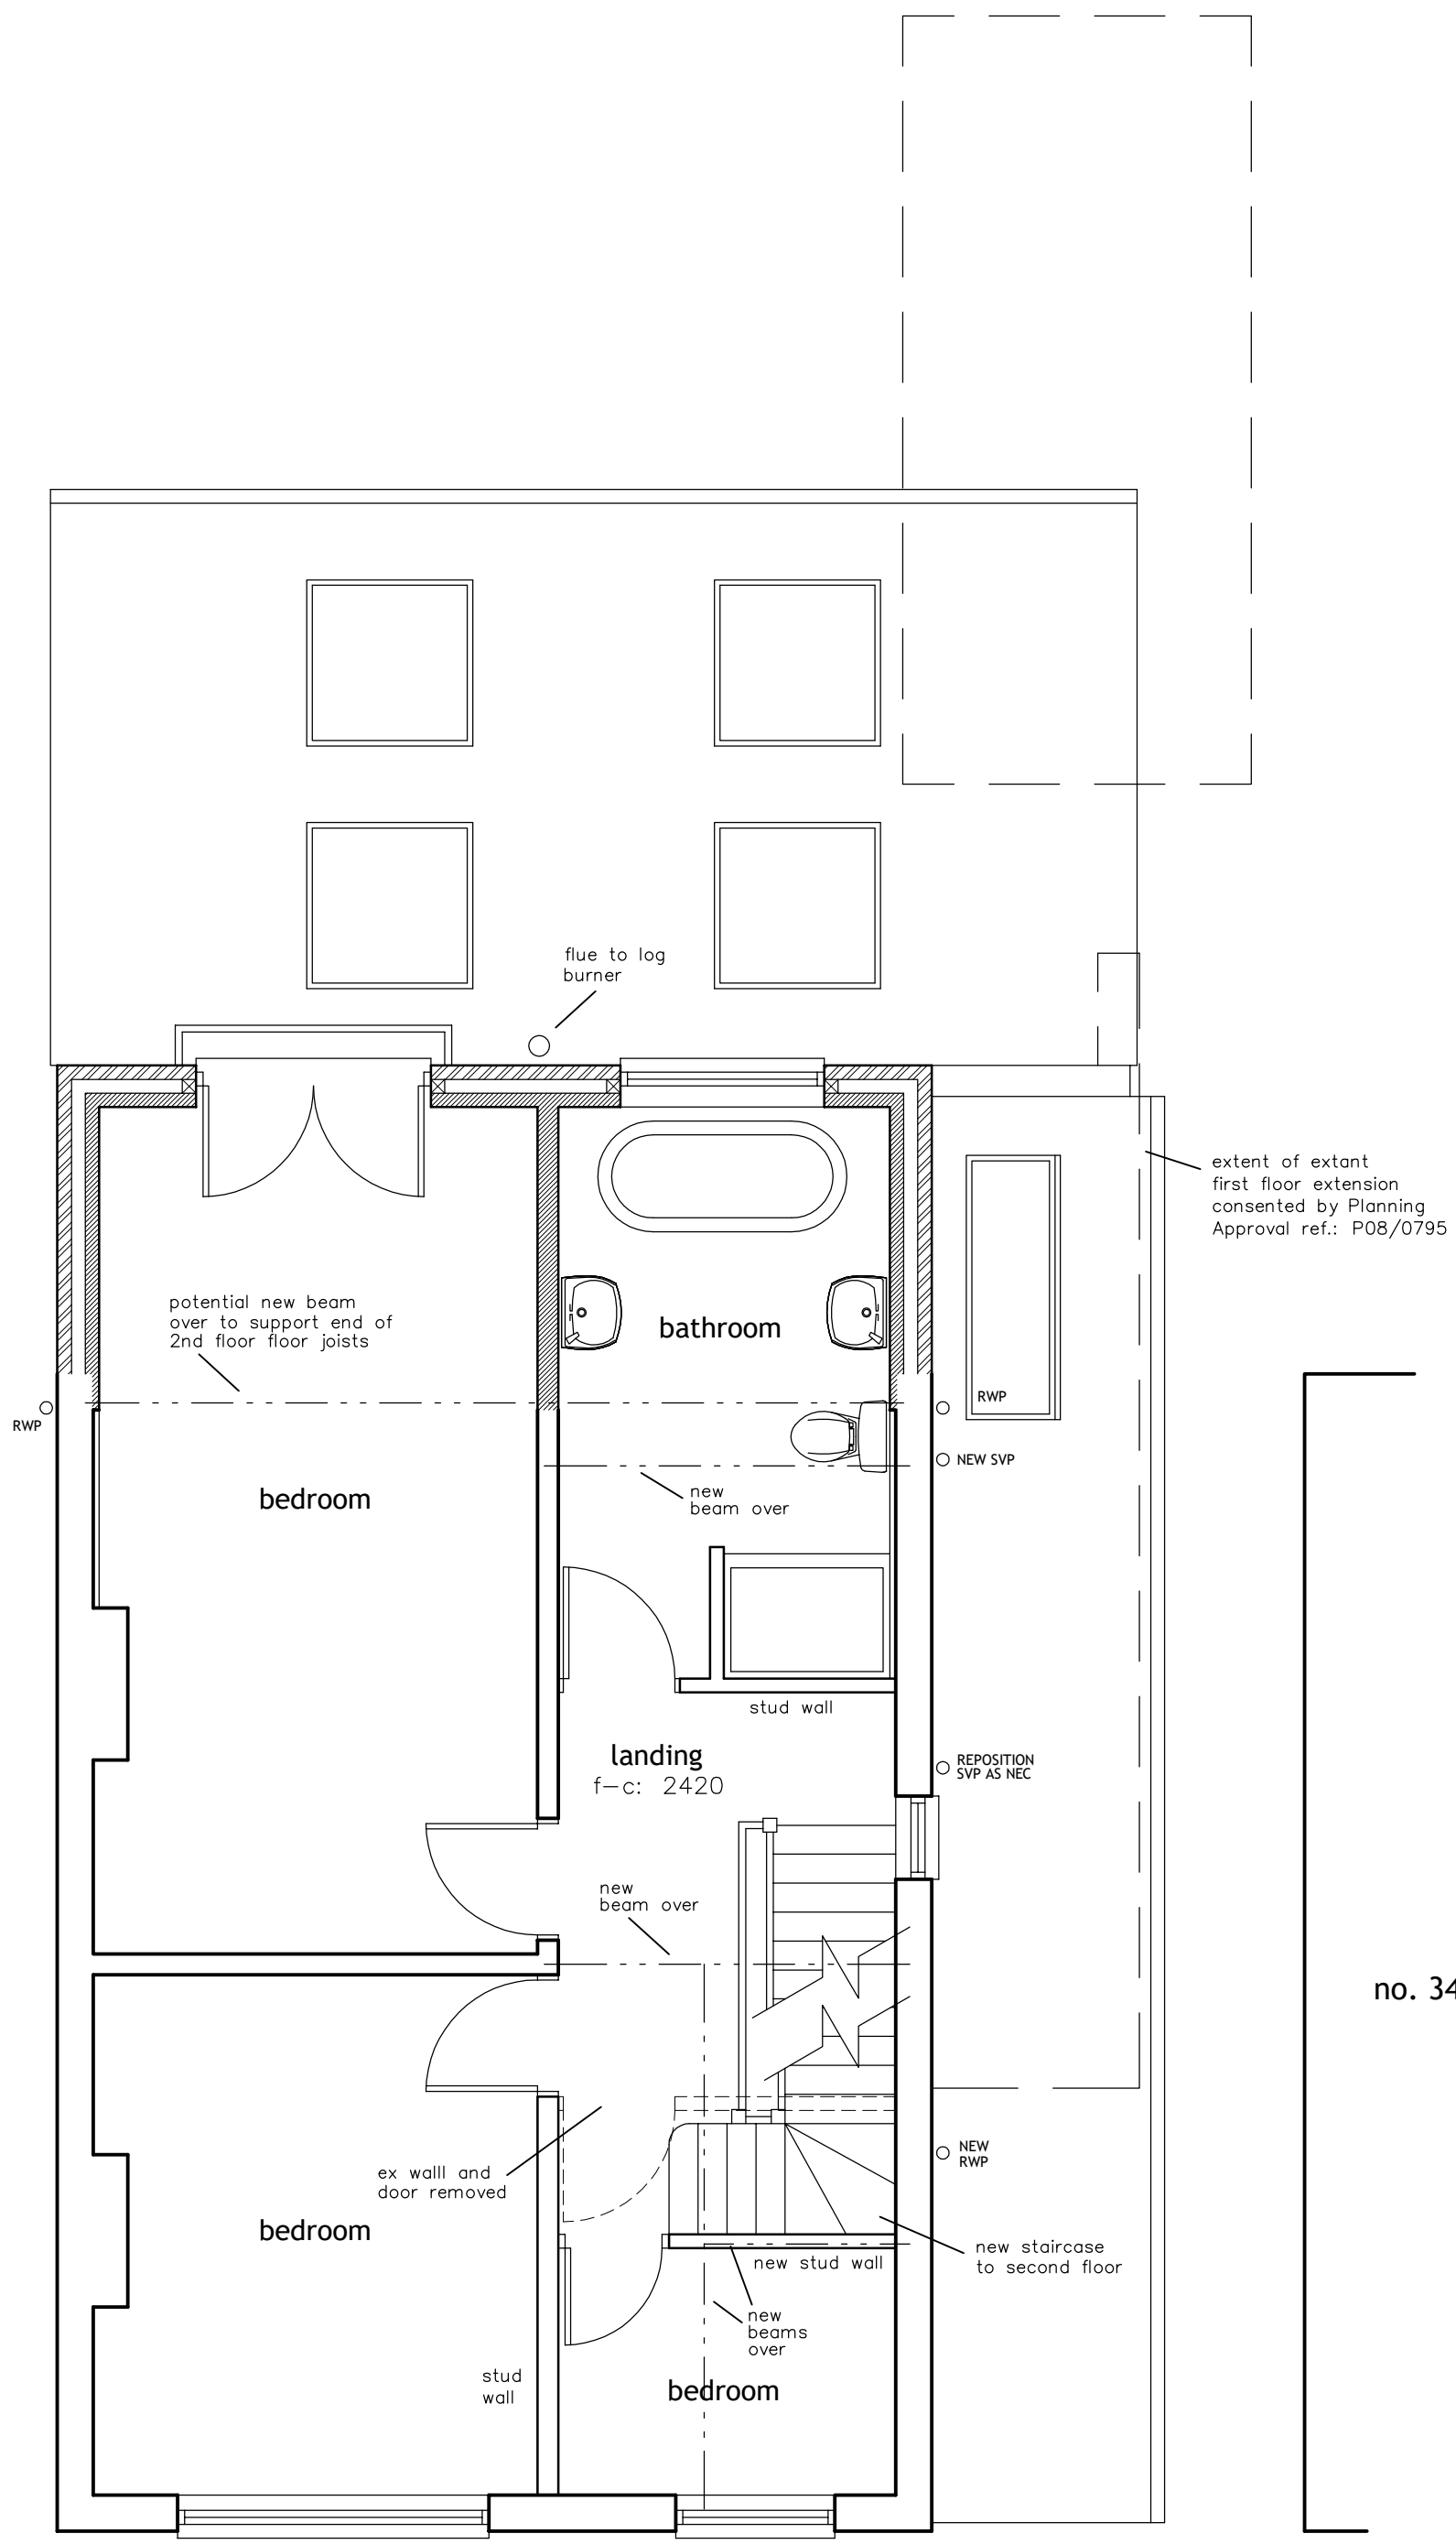 flue to log
burner
extent of extant
first floor extension
consented by Planning
Approval ref.: P08/0795
potential new beam
over to support end of
2nd floor floor joists
bathroom
RWP
RWP
NEW SVP
bedroom
new
beam over
stud wall
landing
f-c: 2420
REPOSITION
SVP AS NEC
new
beam over
no. 34
NEW
RWP
ex walll and
door removed
bedroom
new staircase
to second floor
new stud wall
new
beams
over
stud
wall
bedroom